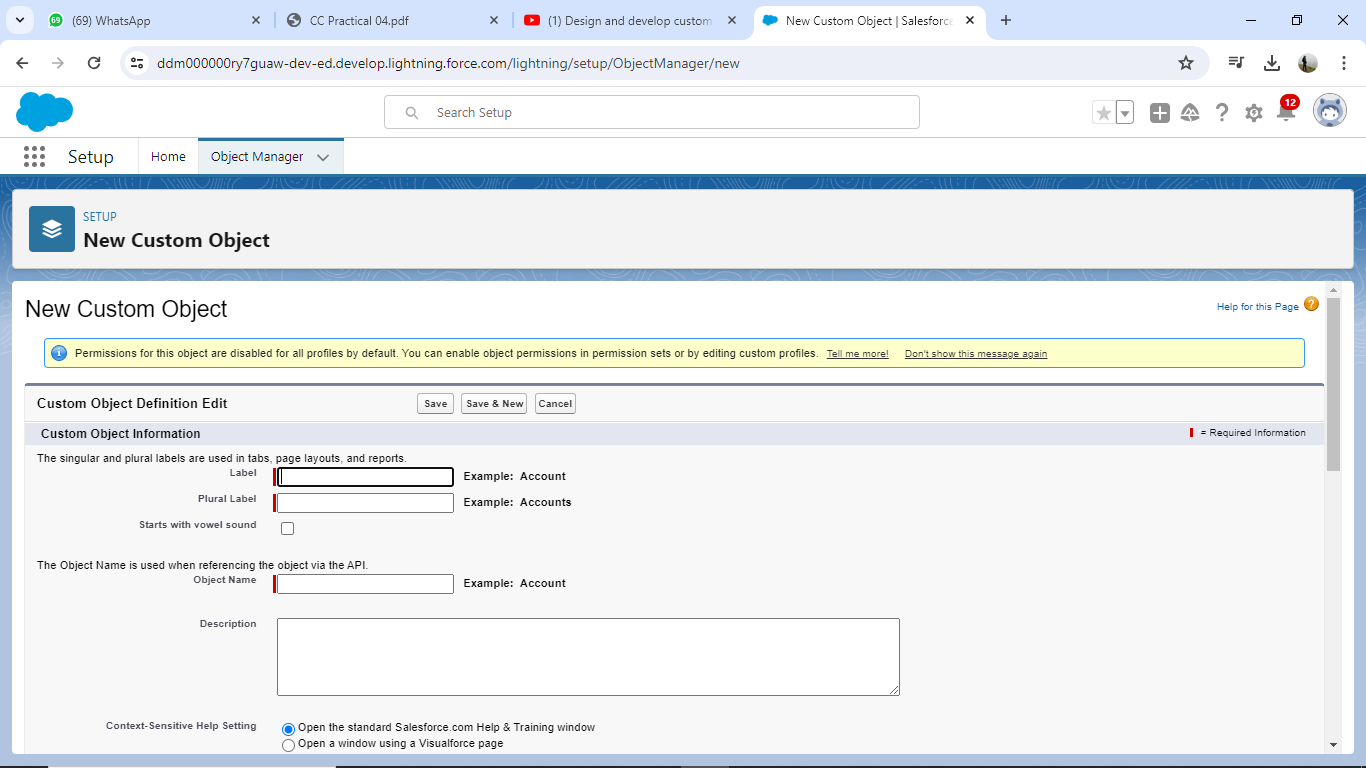 (69) WhatsApp
CC Practical 04.pdf
(1) Design and develop custom
New Custom Object | Salesforce
69
ddm000000ry7guaw-dev-ed.develop.lightning.force.com/lightning/setup/ObjectManager/new
Search Setup
12
Setup
Home
Object Manager
SETUP
New Custom Object
New Custom Object
Help for this Page
Permissions for this object are disabled for all profiles by default. You can enable object permissions in permission sets or by editing custom profiles. Tell me more! Don't show this message again
Custom Object Definition Edit
Save
Save & New
Cancel
Custom Object Information
= Required Information
The singular and plural labels are used in tabs, page layouts, and reports.
Label
Example: Account
Plural Label
Example: Accounts
Starts with vowel sound
The Object Name is used when referencing the object via the API.
Object Name
Example: Account
Description
Context-Sensitive Help Setting
Open the standard Salesforce.com Help & Training window
Open a window using a Visualforce page